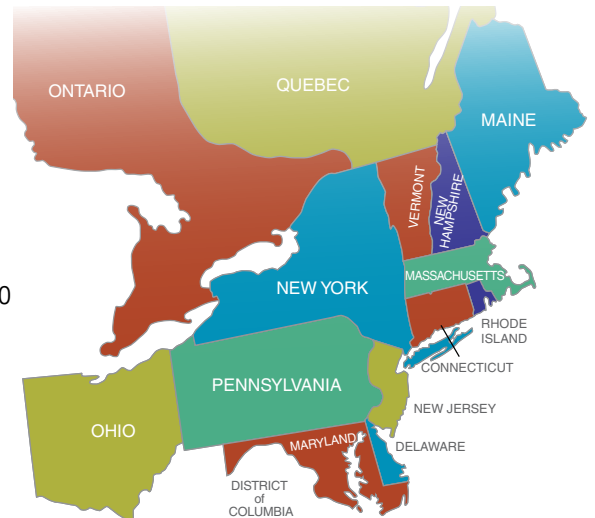 ONTARIO
QUEBEC
MAINE
VERMONT
NEW
HAMPSHIRE
MASSACHUSETTS
0
NEW YORK
RHODE
ISLAND
CONNECTICUT
PENNSYLVANIA
NEW JERSEY
OHIO
MARYLAND
DELAWARE
DISTRICT
of
COLUMBIA